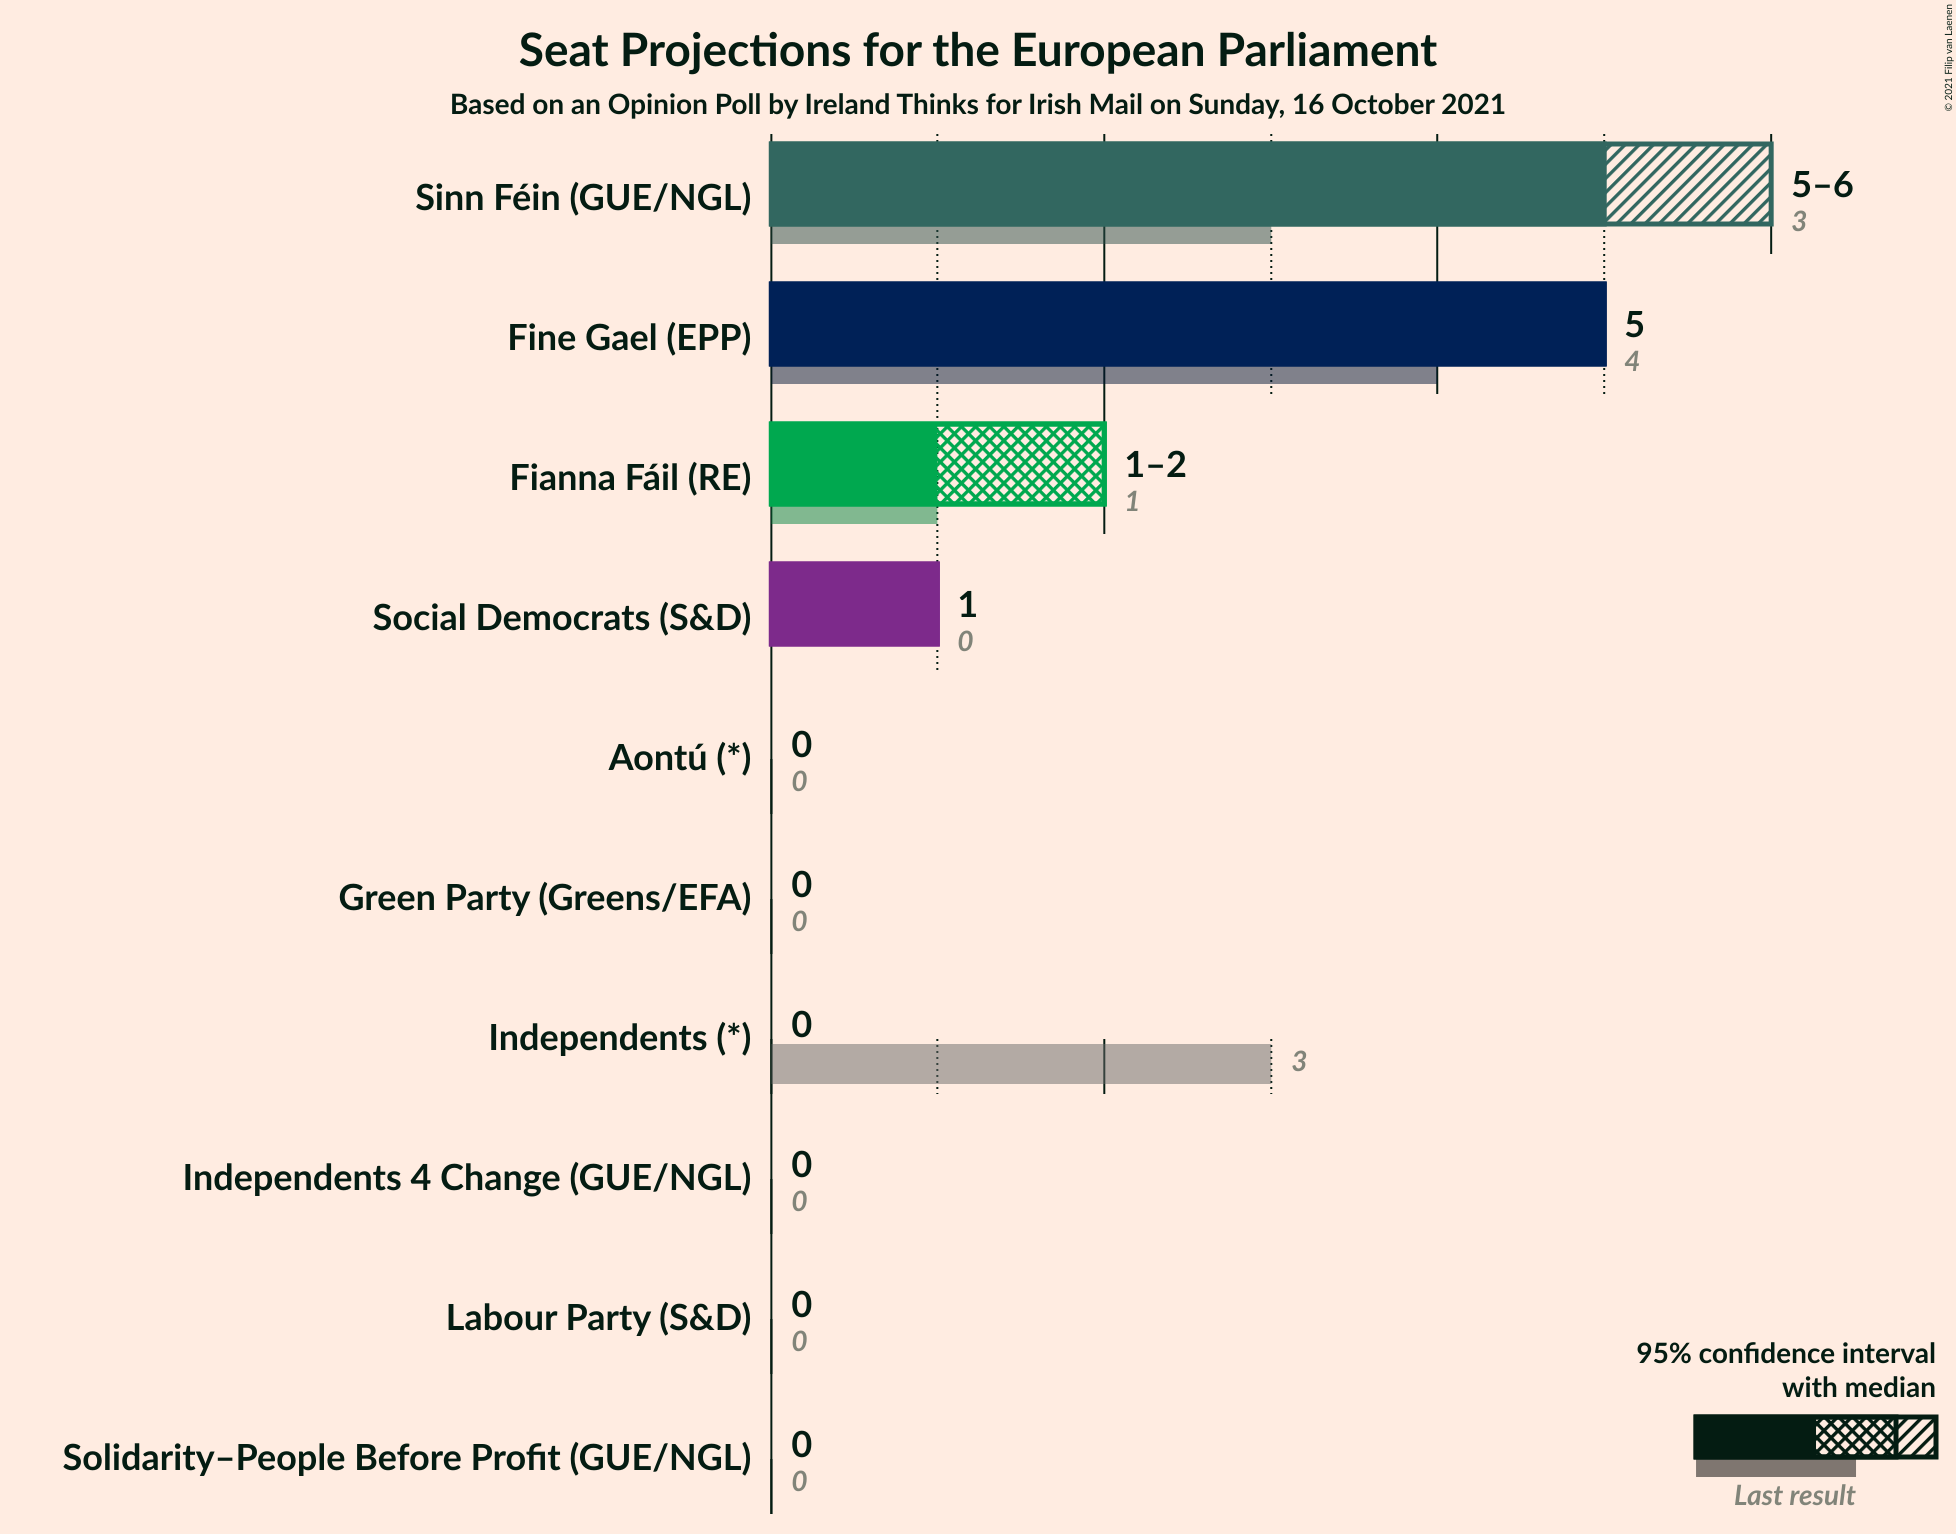 Seat Projections for the European Parliament
Based on an Opinion Poll by Ireland Thinks for Irish Mail on Sunday, 16 October 2021
© 2021 Filip van Laenen
Sinn Féin (GUE/NGL)
5–6
3
Fine Gael (EPP)
5
4
Fianna Fáil (RE)
1–2
1
Social Democrats (S&D)
1
0
Aontú (*)
0
0
Green Party (Greens/EFA)
0
0
Independents (*)
0
3
Independents 4 Change (GUE/NGL)
0
0
Labour Party (S&D)
0
0
Solidarity–People Before Profit (GUE/NGL)
0
0
95% confidence interval
with median
Last result